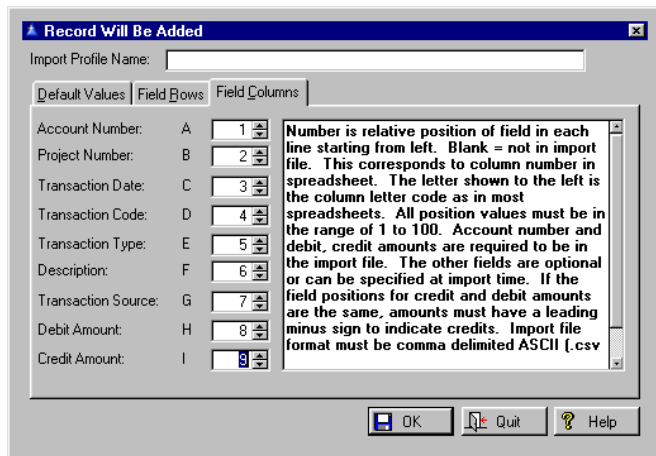 Record Will Be Added
Import Profile Name:
Default Values Field Rows Field Columns
Account Number: A 1
Project Number: B 2
Transaction Date: C 3
Transaction Code: D 4
Transaction Type: E 5
Description: F 6
Transaction Source: G 7
Debit Amount: H 8
Credit Amount: I 9
Number is relative position of field in each
line starting from left. Blank = not in import
file. This corresponds to column number in
spreadsheet. The letter shown to the left is
the column letter code as in most
spreadsheets. All position values must be in
the range of 1 to 100. Account number and
debit, credit amounts are required to be in
the import file. The other fields are optional
or can be specified at import time. If the
field positions for credit and debit amounts
are the same, amounts must have a leading
minus sign to indicate credits. Import file
format must be comma delimited ASCII (.csv
OK Quit Help